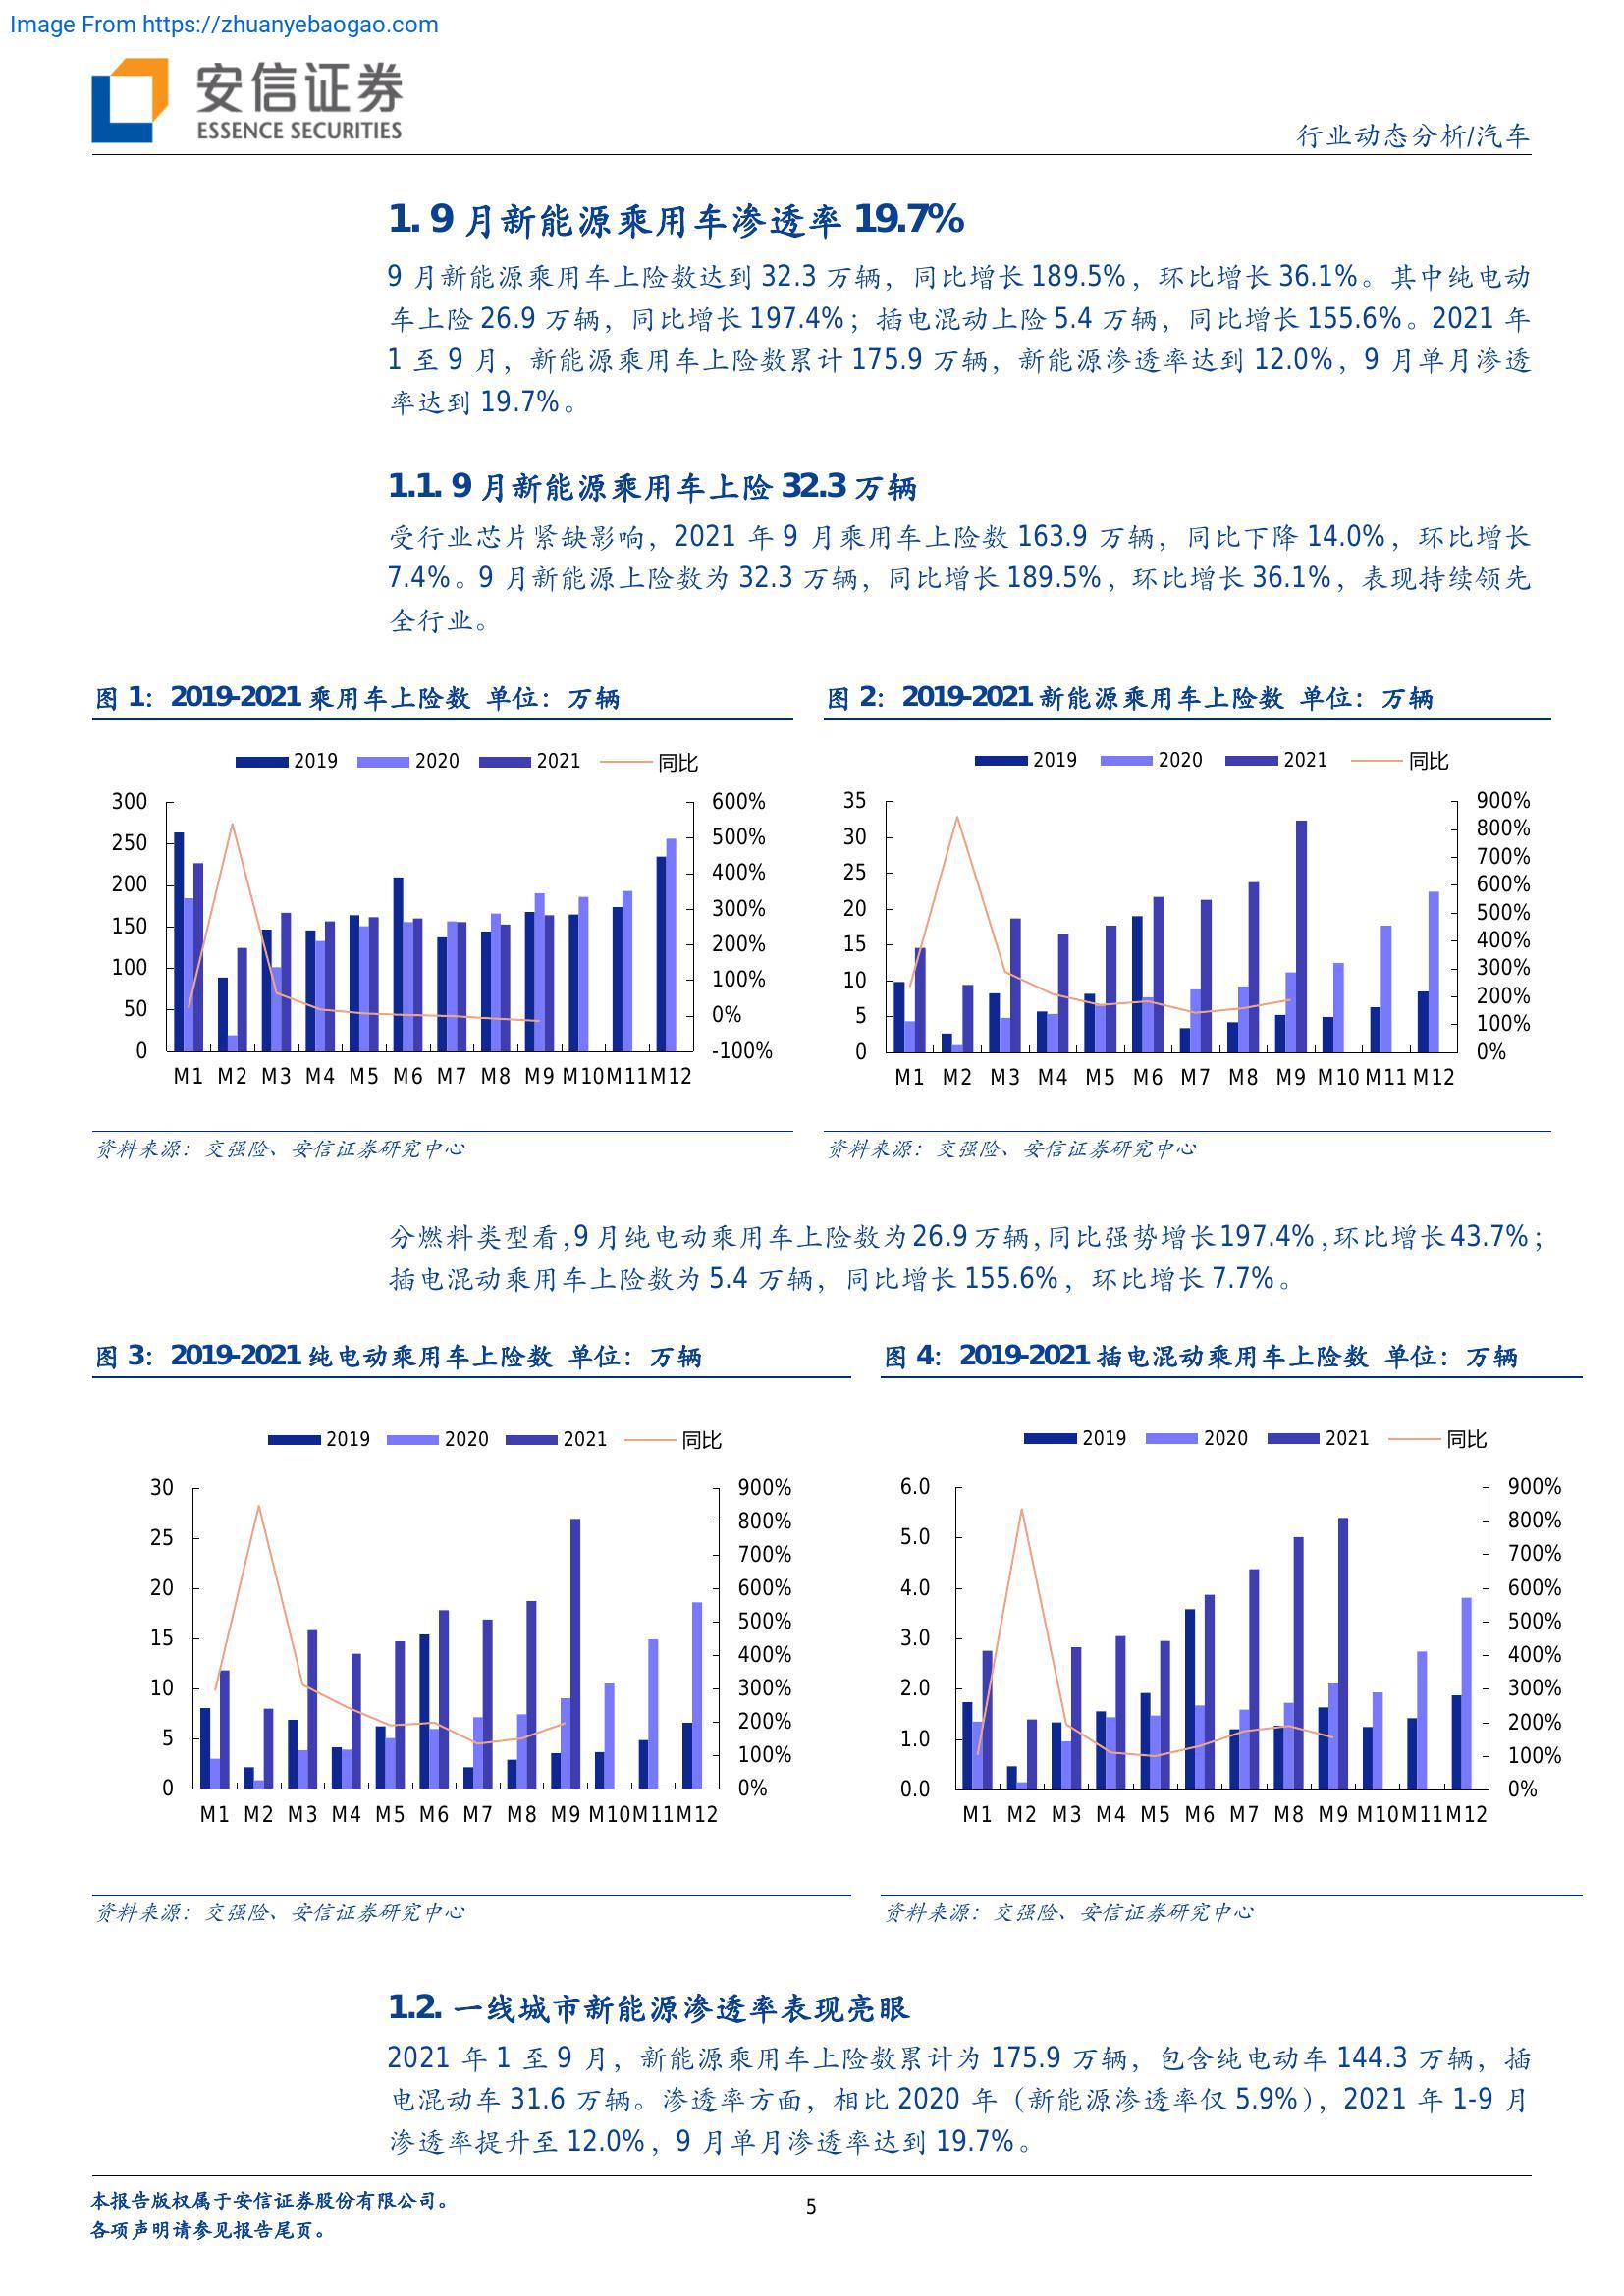 Image From https://zhuanyebaogao.com
安信证券
ESSENCE SECURITIES
行业动态分析/汽车
1. 9 月新能源乘用车渗透率 19.7%
9 月新能源乘用车上险数达到 32.3 万辆，同比增长 189.5%，环比增长 36.1%。其中纯电动
车上险 26.9 万辆，同比增长 197.4%；插电混动上险 5.4 万辆，同比增长 155.6%。2021 年
1 至 9 月，新能源乘用车上险数累计 175.9 万辆，新能源渗透率达到 12.0%，9 月单月渗透
率达到 19.7%。
1.1. 9 月新能源乘用车上险 32.3 万辆
受行业芯片紧缺影响，2021 年 9 月乘用车上险数 163.9 万辆，同比下降 14.0%，环比增长
7.4%。9 月新能源上险数为 32.3 万辆，同比增长 189.5%，环比增长 36.1%，表现持续领先
全行业。
图 1：2019-2021 乘用车上险数 单位：万辆
2019 2020 2021 同比
300 600%
250 500%
200 400%
150 300%
100 200%
50 100%
0 0%
-100%
M1 M2 M3 M4 M5 M6 M7 M8 M9 M10 M11 M12
资料来源：交强险、安信证券研究中心
图 2：2019-2021 新能源乘用车上险数 单位：万辆
2019 2020 2021 同比
35 900%
30 800%
25 700%
20 600%
15 500%
10 400%
5 300%
0 200%
100%
0%
M1 M2 M3 M4 M5 M6 M7 M8 M9 M10 M11 M12
资料来源：交强险、安信证券研究中心
分燃料类型看，9 月纯电动乘用车上险数为 26.9 万辆，同比强势增长 197.4%，环比增长 43.7%；
插电混动乘用车上险数为 5.4 万辆，同比增长 155.6%，环比增长 7.7%。
图 3：2019-2021 纯电动乘用车上险数 单位：万辆
2019 2020 2021 同比
30 900%
25 800%
20 700%
15 600%
10 500%
5 400%
0 300%
200%
100%
0%
M1 M2 M3 M4 M5 M6 M7 M8 M9 M10 M11 M12
资料来源：交强险、安信证券研究中心
图 4：2019-2021 插电混动乘用车上险数 单位：万辆
2019 2020 2021 同比
6.0 900%
5.0 800%
4.0 700%
3.0 600%
2.0 500%
1.0 400%
0.0 300%
200%
100%
0%
M1 M2 M3 M4 M5 M6 M7 M8 M9 M10 M11 M12
资料来源：交强险、安信证券研究中心
1.2. 一线城市新能源渗透率表现亮眼
2021 年 1 至 9 月，新能源乘用车上险数累计为 175.9 万辆，包含纯电动车 144.3 万辆，插
电混动车 31.6 万辆。渗透率方面，相比 2020 年（新能源渗透率仅 5.9%），2021 年 1-9 月
渗透率提升至 12.0%，9 月单月渗透率达到 19.7%。
本报告版权属于安信证券股份有限公司。
5
各项声明请参见报告尾页。